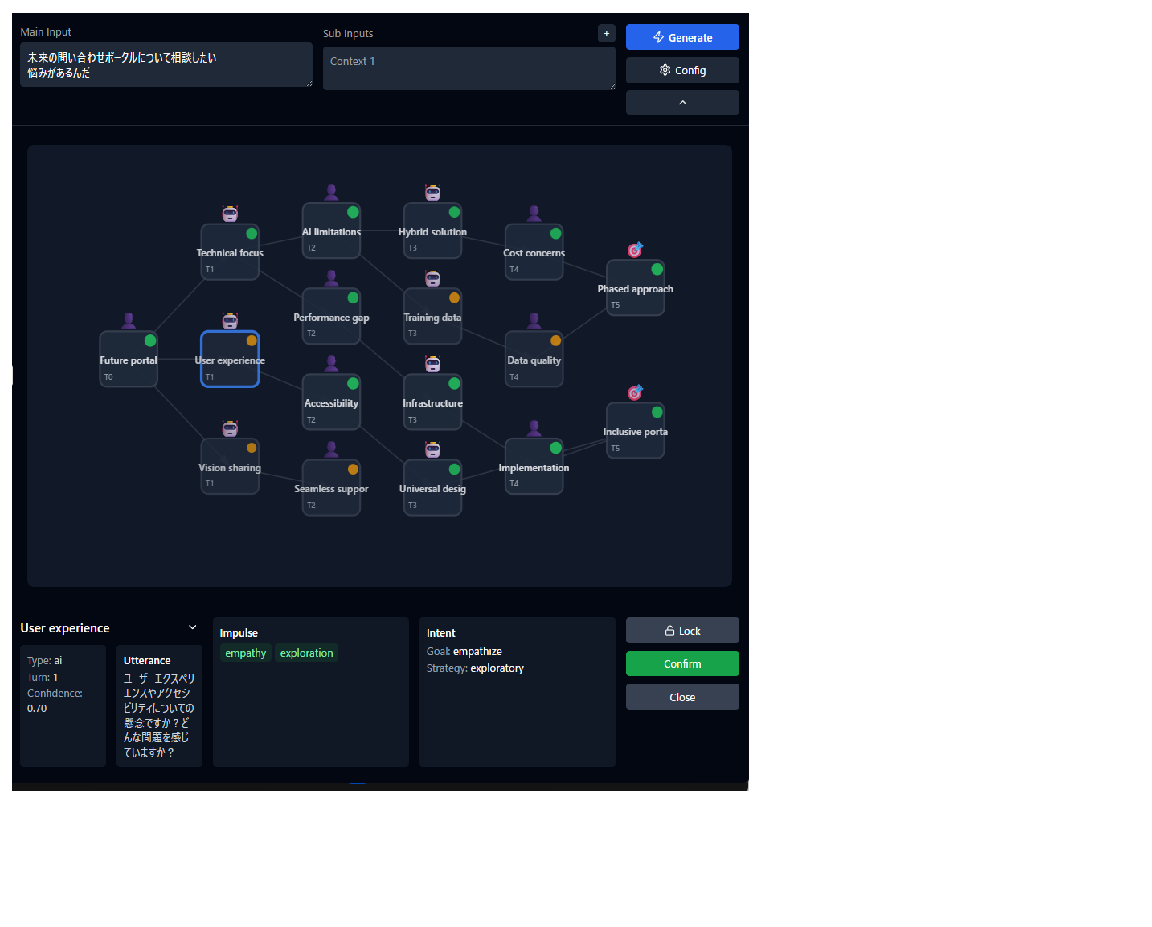 Main Input
未来の問い合わせポータルについて相談したい
悩みがあるんだ
Sub Inputs
+
Context 1
Generate
Config
AI limitations
T2
Hybrid solution
T3
Technical focus
T1
Cost concerns
T4
Phased approach
T5
Performance gap
T2
Training data
T3
Future portal
T0
User experience
T1
Data quality
T4
Accessibility
T2
Infrastructure
T3
Inclusive porta
T5
Vision sharing
T1
Implementation
T4
Seamless suppor
T2
Universal desig
T3
User experience
Type: ai
Turn: 1
Confidence:
0.70
Utterance
ユーザーエクスペリ
エンスやアクセシ
ビリティについての
懸念ですか？ど
んな問題を感じ
ていますか？
Impulse
empathy
exploration
Intent
Goal: empathize
Strategy: exploratory
Lock
Confirm
Close